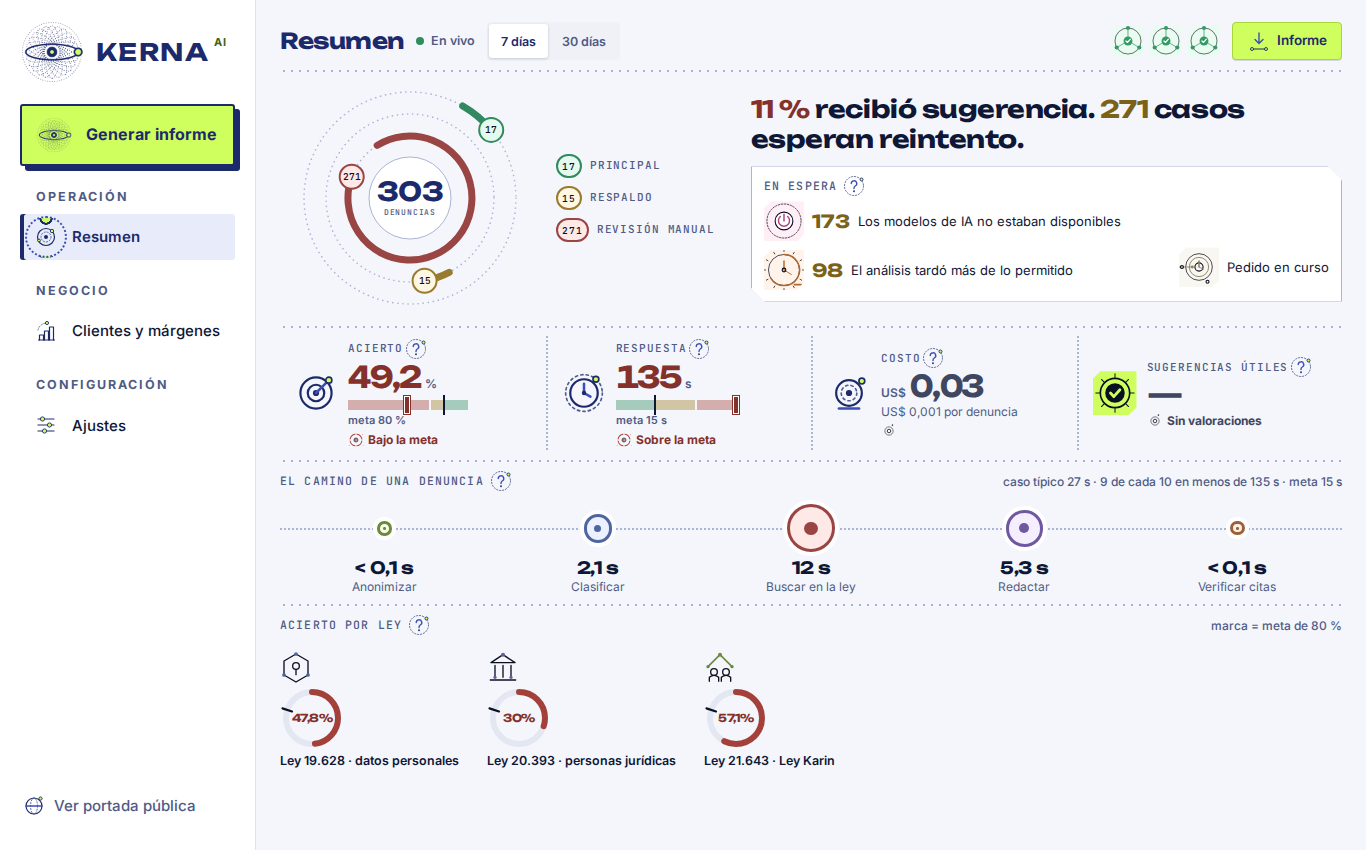 KERNA AI
Generar informe
OPERACIÓN
Resumen
NEGOCIO
Clientes y márgenes
CONFIGURACIÓN
Ajustes
Ver portada pública
Resumen
En vivo
7 días
30 días
Informe
17
271
303
DENUNCIAS
15
17 PRINCIPAL
15 RESPALDO
271 REVISIÓN MANUAL
11 % recibió sugerencia. 271 casos
esperan reintento.
EN ESPERA ?
173 Los modelos de IA no estaban disponibles
98 El análisis tardó más de lo permitido
Pedido en curso
ACIERTO ?
49,2 %
meta 80 %
Bajo la meta
RESPUESTA ?
135 s
meta 15 s
Sobre la meta
COSTO ?
US$ 0,03
US$ 0,001 por denuncia
SUGERENCIAS ÚTILES ?
—
Sin valoraciones
EL CAMINO DE UNA DENUNCIA ?
caso típico 27 s · 9 de cada 10 en menos de 135 s · meta 15 s
< 0,1 s
Anonimizar
2,1 s
Clasificar
12 s
Buscar en la ley
5,3 s
Redactar
< 0,1 s
Verificar citas
ACIERTO POR LEY ?
marca = meta de 80 %
47,8%
Ley 19.628 · datos personales
30%
Ley 20.393 · personas jurídicas
57,1%
Ley 21.643 · Ley Karin